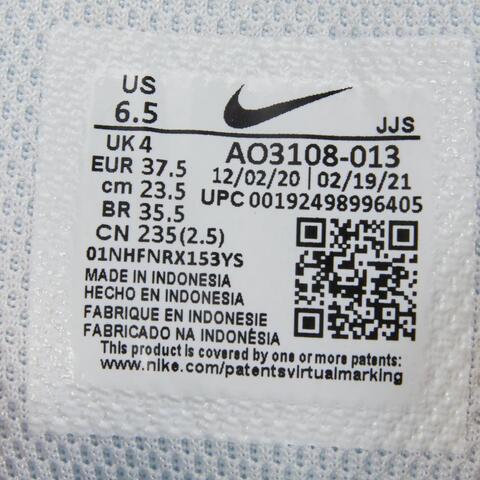 US
6.5
JJS
UK 4
EUR 37.5
cm 23.5
BR 35.5
CN 235(2.5)
AO3108-013
12/02/20 | 02/19/21
UPC 00192498996405
01NHFNRX153YS
MADE IN INDONESIA
HECHO EN INDONESIA
FABRIQUE EN INDONESIE
FABRICADO NA INDONÉSIA
This product is covered by one or more patents:
www.nike.com/patentsvirtualmarking